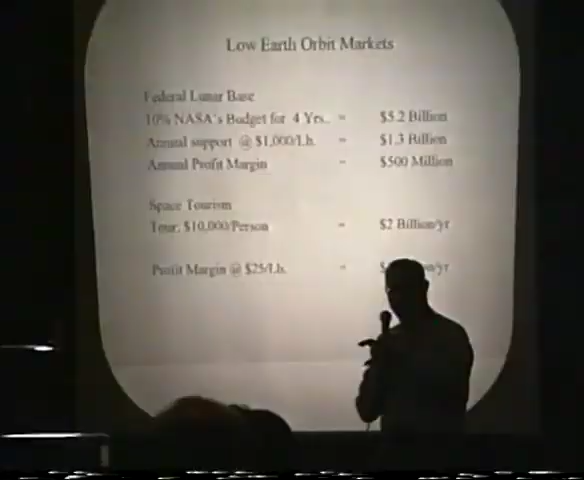 Low Earth Orbit Markets
Federal Lunar Base
10% NASA's Budget for 4 Yrs. = $5.2 Billion
Annual support @ $1,000/Lb. = $1.3 Billion
Annual Profit Margin = $500 Million
Space Tourism
Tour: $10,000/Person = $2 Billion/yr
Profit Margin @ $25/Lb. =